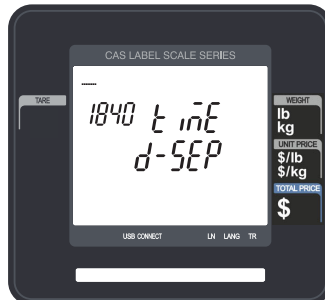 CAS LABEL SCALE SERIES
TARE
1840 t imE
d-SEP
WEIGHT
lb
kg
UNIT PRICE
$/lb
$/kg
TOTAL PRICE
$
USB CONNECT LN LANG TR